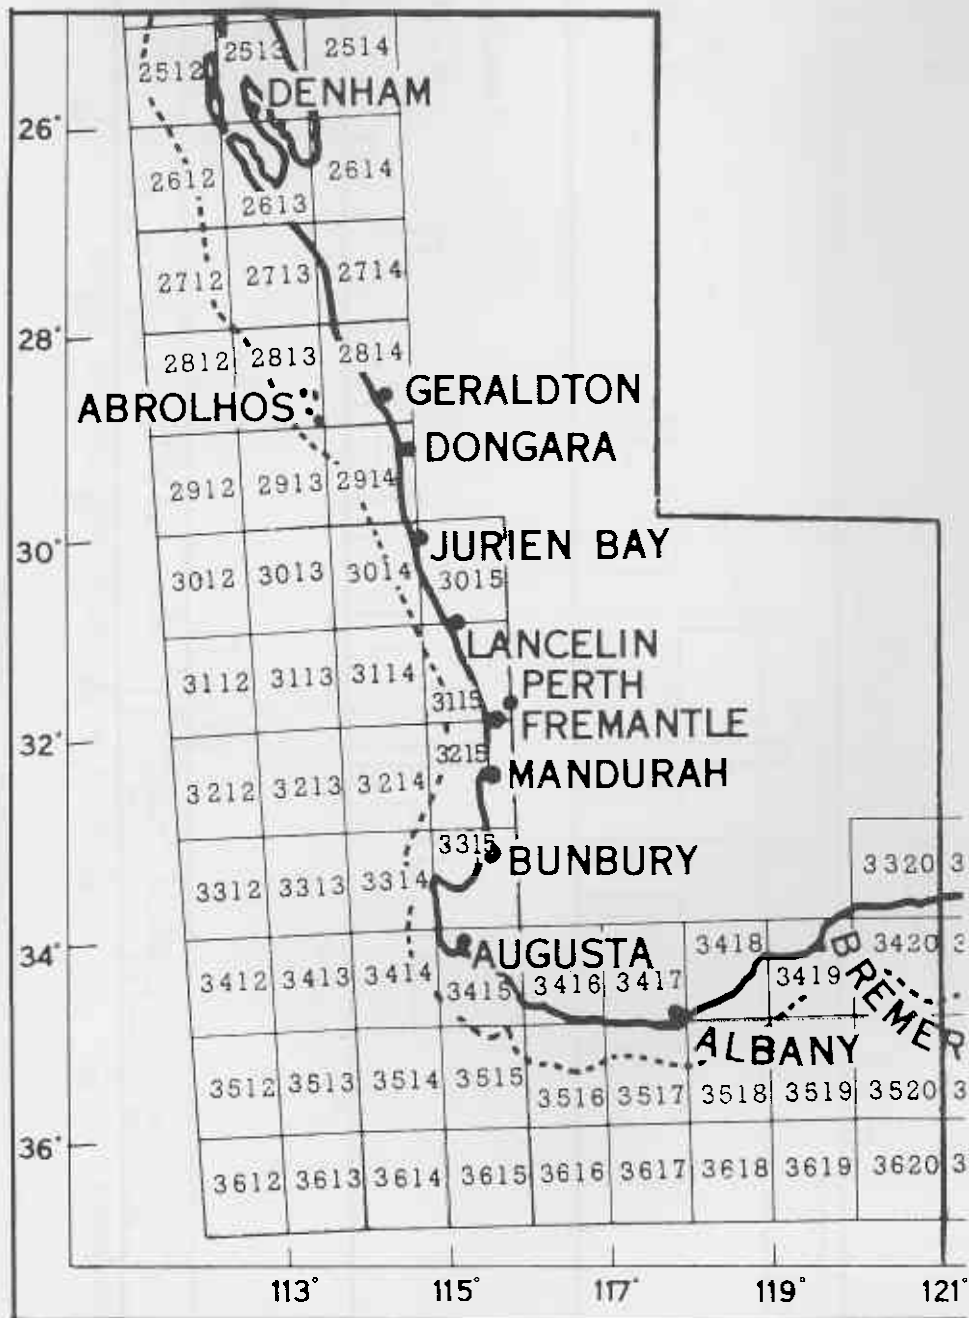 2512 2513 2514
DENHAM
26°
2612 2613 2614
2712 2713 2714
28°
2812 2813 2814
ABROLHOS
GERALDTON
DONGARA
2912 2913 2914
30°
JURIEN BAY
3012 3013 3014 3015
LANCELIN
3112 3113 3114 3115
PERTH
FREMANTLE
32°
3215
MANDURAH
3212 3213 3214
3315
BUNBURY
3312 3313 3314
3320 3
34°
AUGUSTA
3418
BREMER
3420 3
3412 3413 3414 3415 3416 3417 3419
ALBANY
3512 3513 3514 3515 3516 3517 3518 3519 3520 3
36°
3612 3613 3614 3615 3616 3617 3618 3619 3620 3
113° 115° 117° 119° 121°